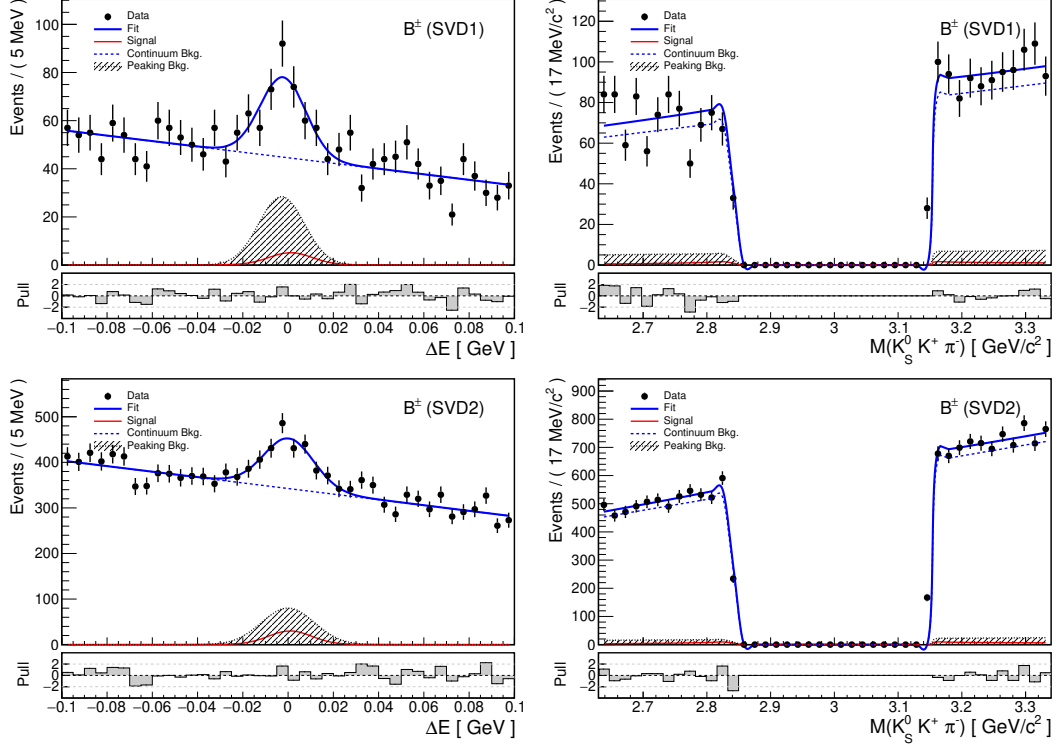 Events / ( 5 MeV )
100
80
60
40
20
0
Data
Fit
Signal
Continuum Bkg.
Peaking Bkg.
B± (SVD1)
Pull
2
0
−2
−0.1 −0.08 −0.06 −0.04 −0.02 0 0.02 0.04 0.06 0.08 0.1
ΔE [ GeV ]
Events / ( 17 MeV/c²)
120
100
80
60
40
20
0
Data
Fit
Signal
Continuum Bkg.
Peaking Bkg.
B± (SVD1)
Pull
2
0
−2
2.7 2.8 2.9 3 3.1 3.2 3.3
M(K_S^0 K⁺ π⁻) [ GeV/c²]
Events / ( 5 MeV )
500
400
300
200
100
0
Data
Fit
Signal
Continuum Bkg.
Peaking Bkg.
B± (SVD2)
Pull
2
0
−2
−0.1 −0.08 −0.06 −0.04 −0.02 0 0.02 0.04 0.06 0.08 0.1
ΔE [ GeV ]
Events / ( 17 MeV/c²)
900
800
700
600
500
400
300
200
100
0
Data
Fit
Signal
Continuum Bkg.
Peaking Bkg.
B± (SVD2)
Pull
2
0
−2
2.7 2.8 2.9 3 3.1 3.2 3.3
M(K_S^0 K⁺ π⁻) [ GeV/c²]